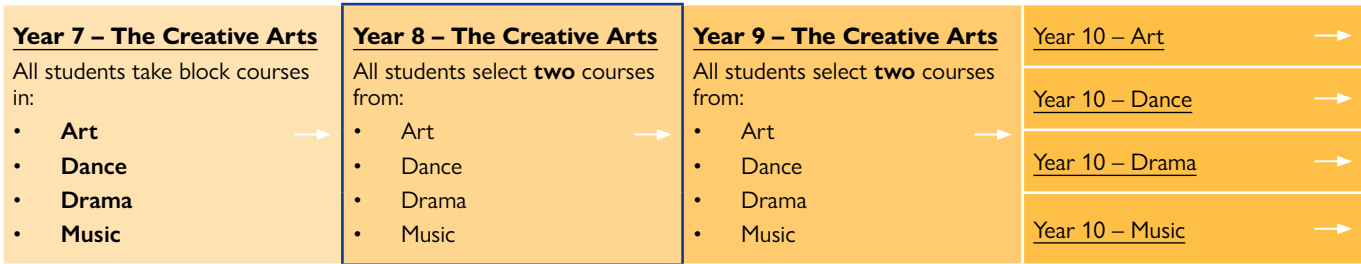 Year 7 – The Creative Arts
All students take block courses
in:
• Art
• Dance
• Drama
• Music
Year 8 – The Creative Arts
All students select two courses
from:
• Art
• Dance
• Drama
• Music
Year 9 – The Creative Arts
All students select two courses
from:
• Art
• Dance
• Drama
• Music
Year 10 – Art
Year 10 – Dance
Year 10 – Drama
Year 10 – Music